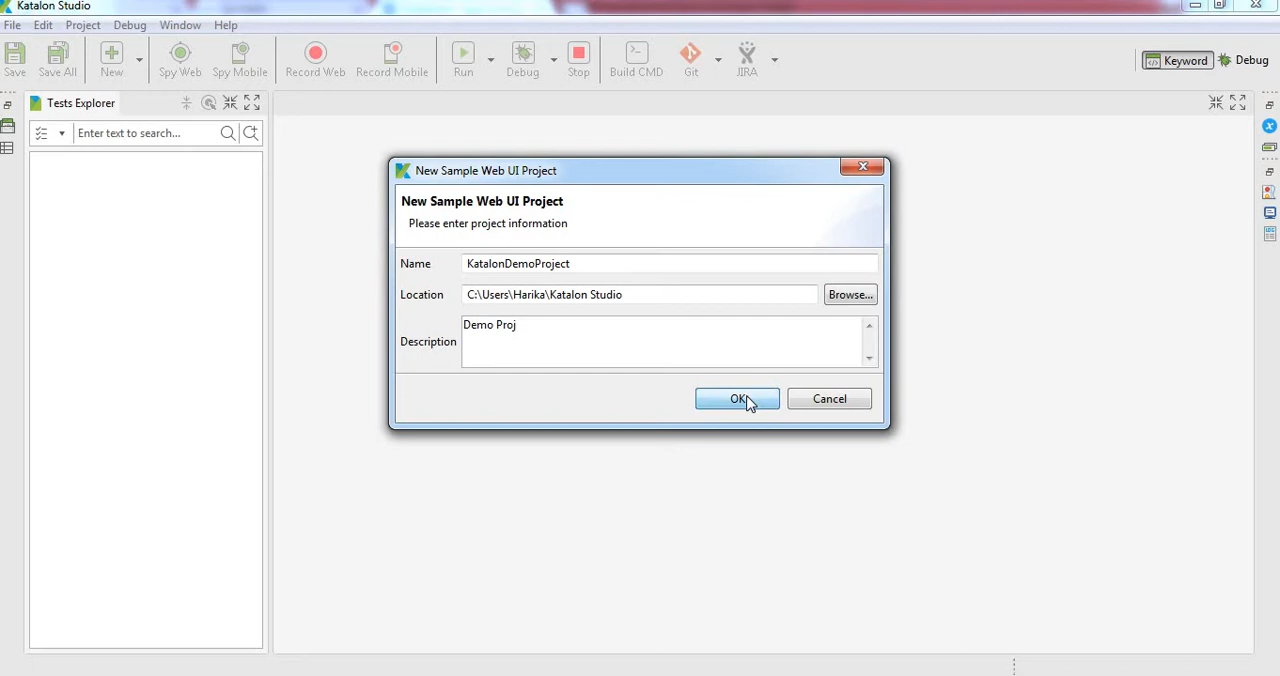 Katalon Studio
File Edit Project Debug Window Help
Save Save All New Spy Web Spy Mobile Record Web Record Mobile Run Debug Stop Build CMD Git JIRA Keyword Debug
Tests Explorer
Enter text to search...
New Sample Web UI Project
New Sample Web UI Project
Please enter project information
Name KatalonDemoProject
Location C:\Users\Harika\Katalon Studio Browse...
Description Demo Proj
OK Cancel